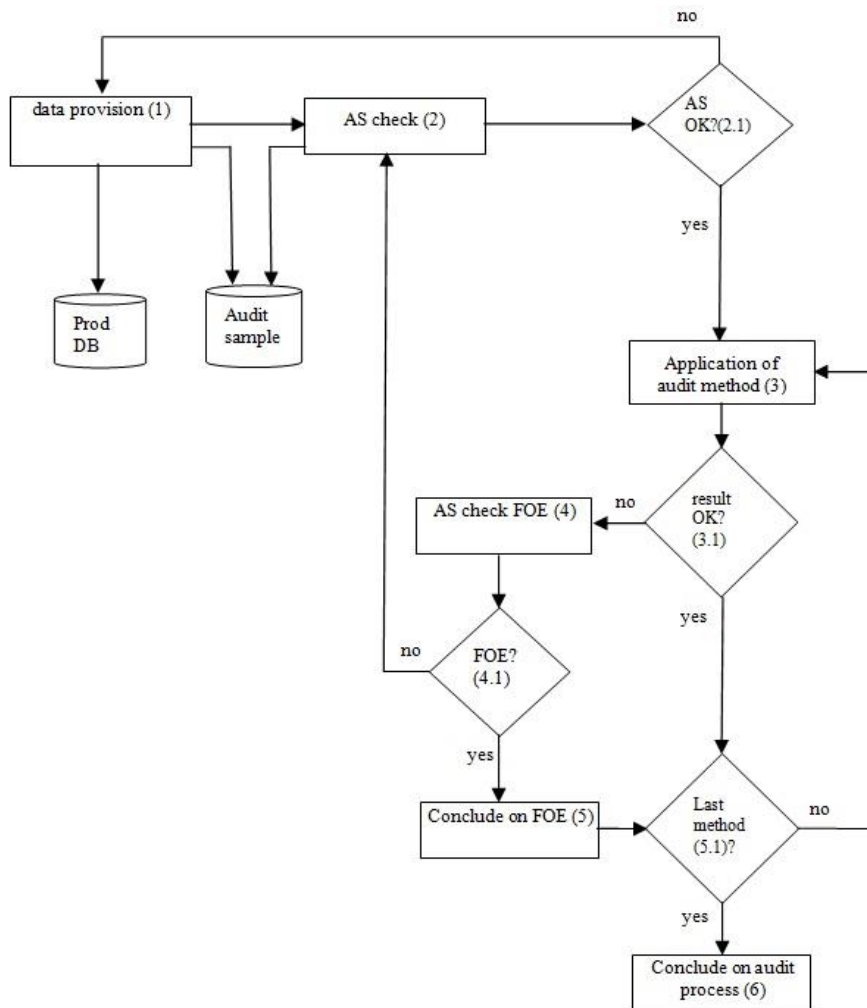 no
data provision (1)
AS check (2)
AS
OK?(2.1)
yes
Prod
DB
Audit
sample
Application of
audit method (3)
AS check FOE (4)
no
result
OK?
(3.1)
yes
no
FOE?
(4.1)
yes
Conclude on FOE (5)
Last
method
(5.1)?
no
yes
Conclude on audit
process (6)